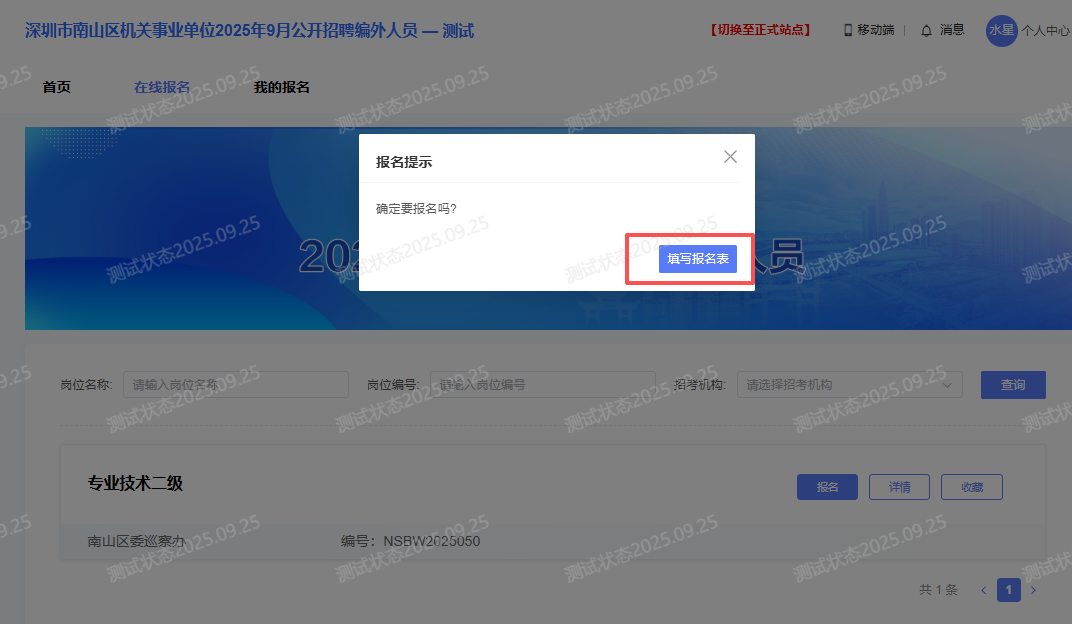 深圳市南山区机关事业单位2025年9月公开招聘编外人员 — 测试
【切换至正式站点】
移动端
消息
水星
个人中心
首页
在线报名
我的报名
报名提示
确定要报名吗?
填写报名表
202
人员
岗位名称:
请输入岗位名称
岗位编号:
请输入岗位编号
招考机构:
请选择招考机构
查询
专业技术二级
报名
详情
收藏
南山区委巡察办
编号：NSBW2025050
共 1 条
1
测试状态2025.09.25